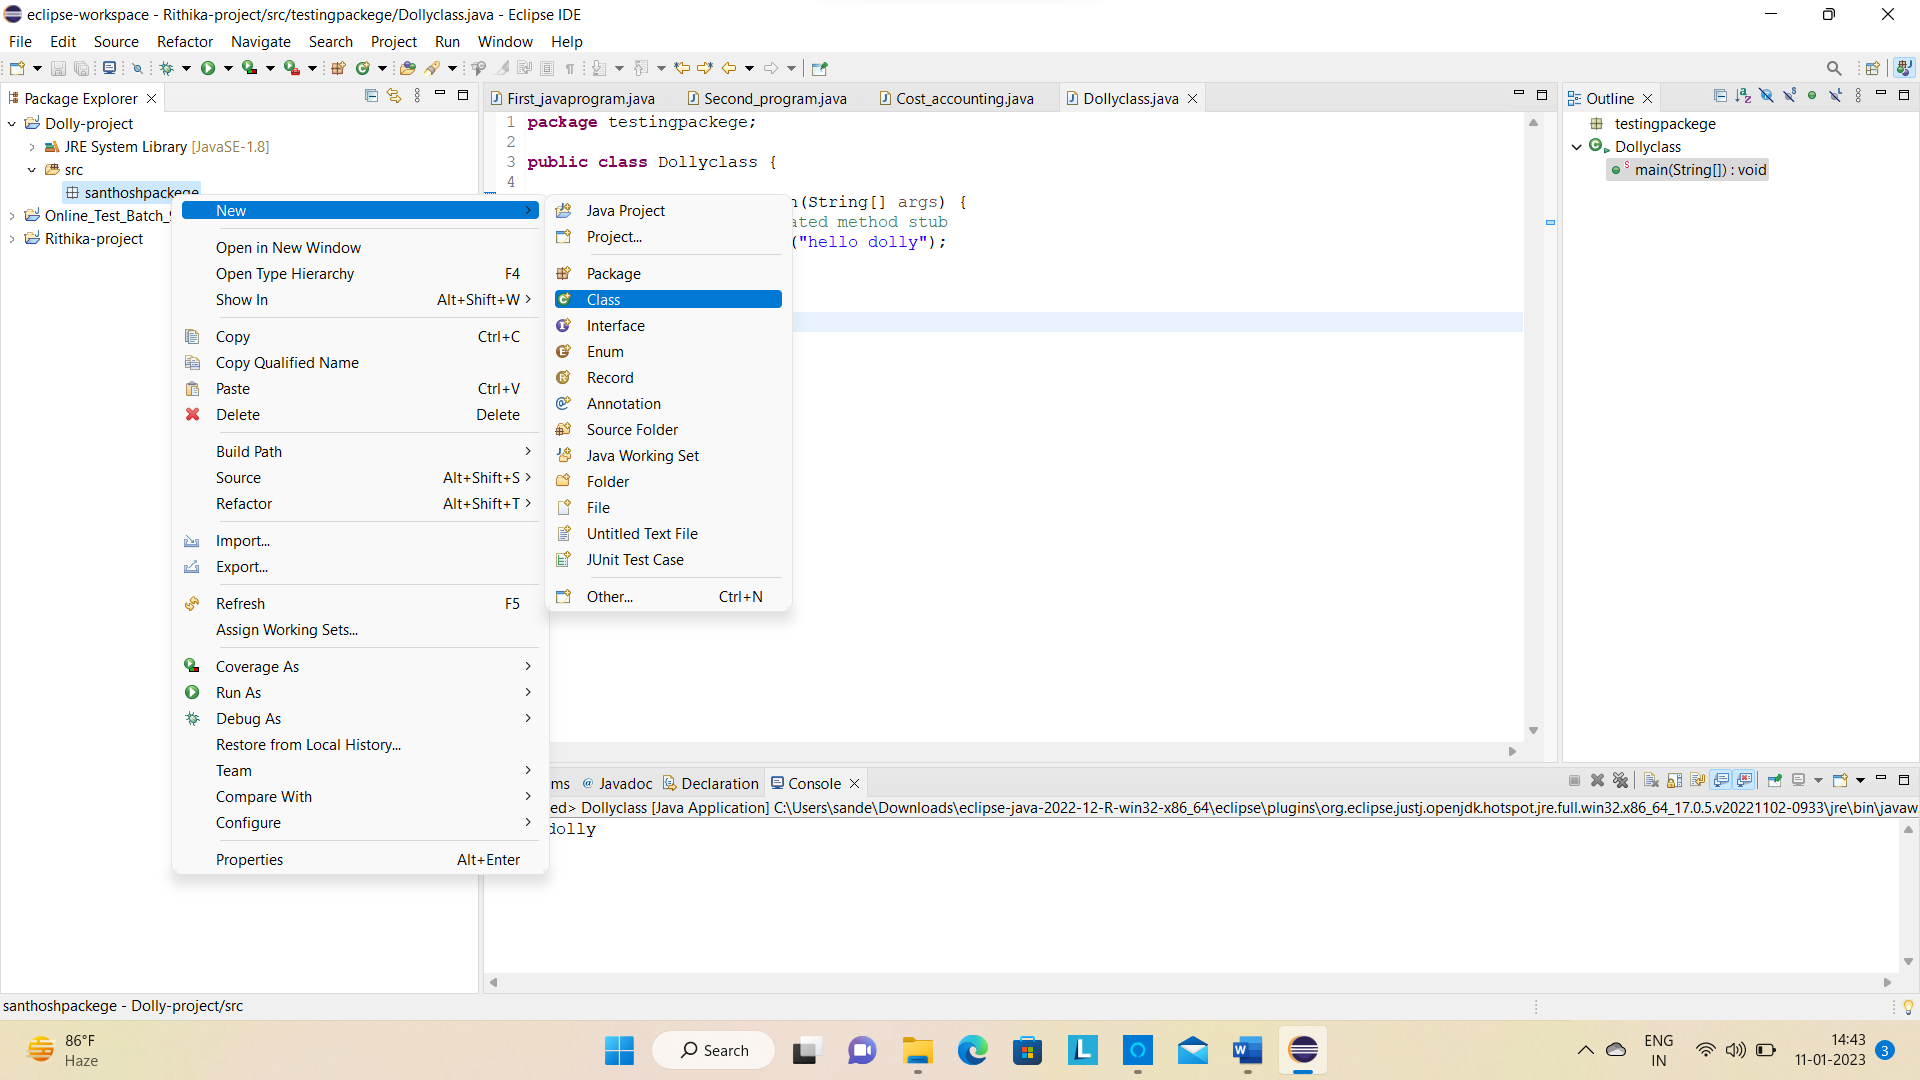 eclipse-workspace - Rithika-project/src/testingpackege/Dollyclass.java - Eclipse IDE
File Edit Source Refactor Navigate Search Project Run Window Help
Package Explorer
Dolly-project
JRE System Library [JavaSE-1.8]
src
santhoshpackege
Online_Test_Batch_
Rithika-project
New
Open in New Window
Open Type Hierarchy F4
Show In Alt+Shift+W
Copy Ctrl+C
Copy Qualified Name
Paste Ctrl+V
Delete Delete
Build Path
Source Alt+Shift+S
Refactor Alt+Shift+T
Import...
Export...
Refresh F5
Assign Working Sets...
Coverage As
Run As
Debug As
Restore from Local History...
Team
Compare With
Configure
Properties Alt+Enter
Java Project
Project...
Package
Class
Interface
Enum
Record
Annotation
Source Folder
Java Working Set
Folder
File
Untitled Text File
JUnit Test Case
Other... Ctrl+N
First_javaprogram.java Second_program.java Cost_accounting.java Dollyclass.java
1 package testingpackege;
2
3 public class Dollyclass {
4
(String[] args) {
ated method stub
("hello dolly");
Outline
testingpackege
Dollyclass
main(String[]) : void
ms Javadoc Declaration Console
ed> Dollyclass [Java Application] C:\Users\sande\Downloads\eclipse-java-2022-12-R-win32-x86_64\eclipse\plugins\org.eclipse.justj.openjdk.hotspot.jre.full.win32.x86_64_17.0.5.v20221102-0933\jre\bin\javaw
dolly
santhoshpackege - Dolly-project/src
86°F
Haze
Search
ENG
IN
14:43
11-01-2023
3